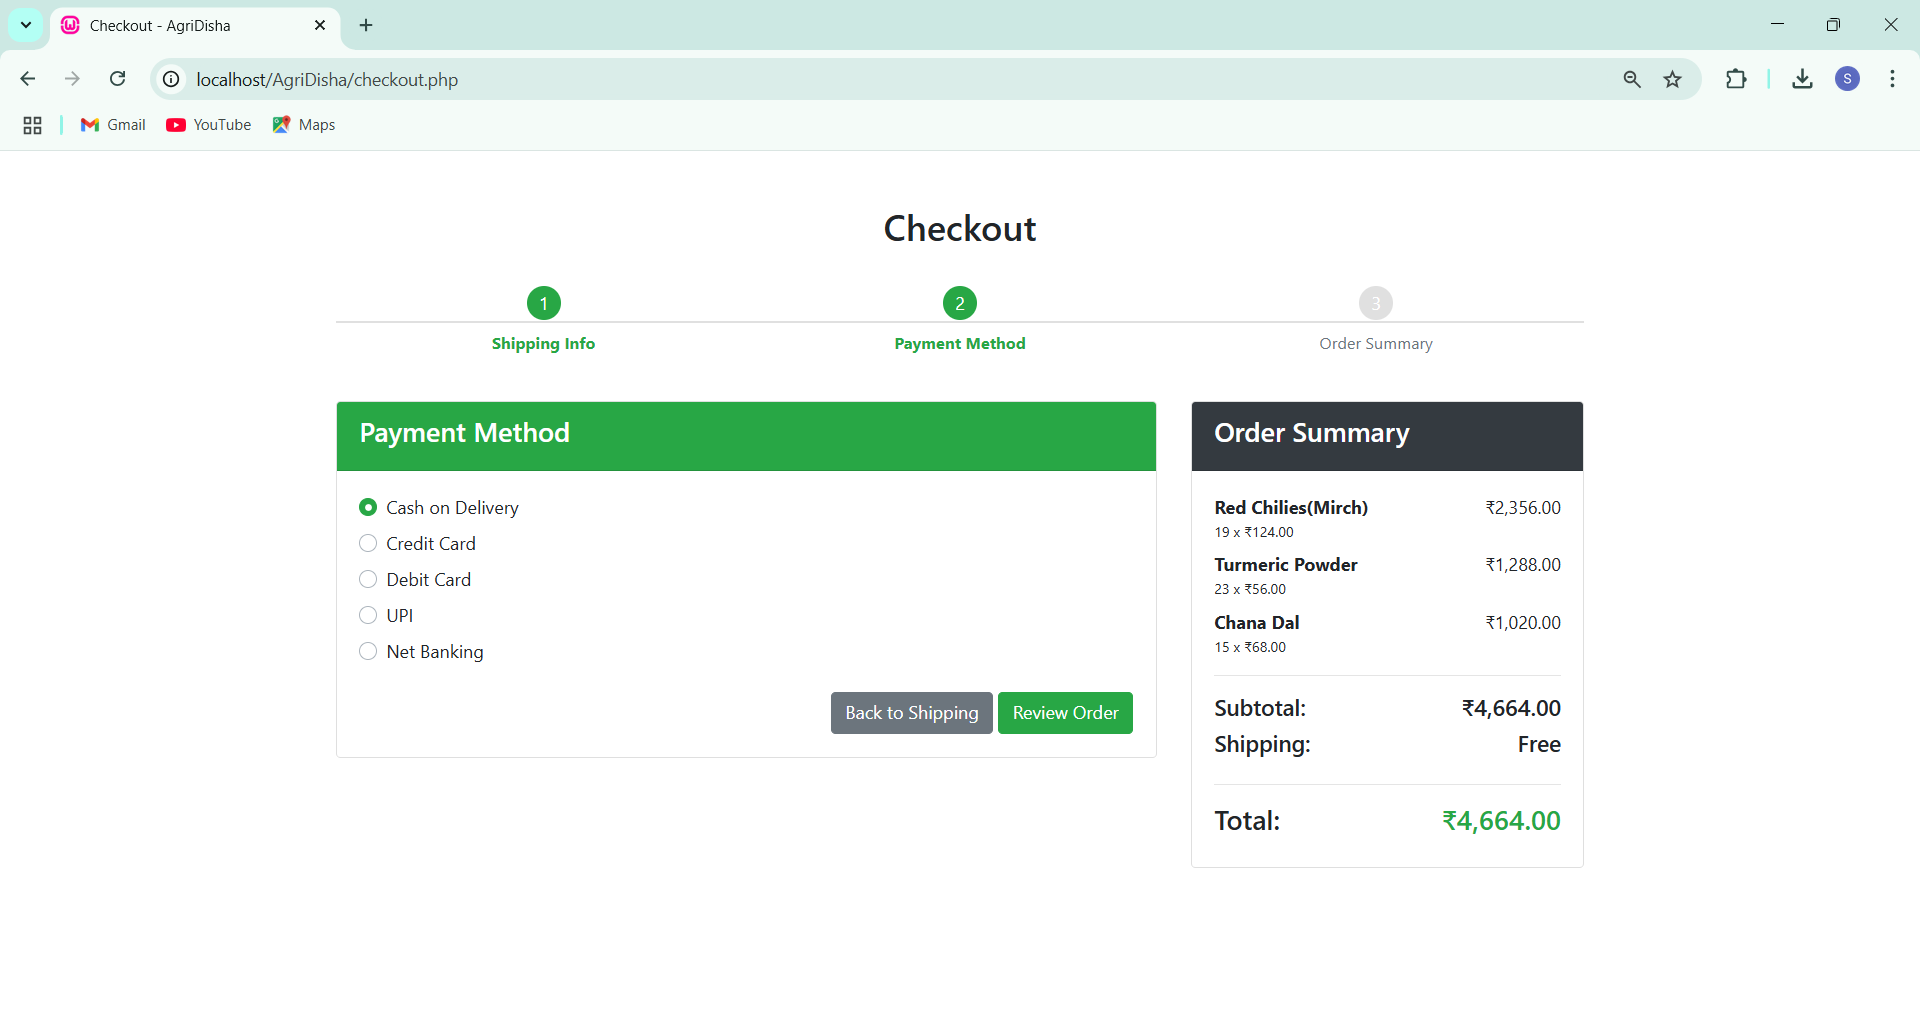 Checkout - AgriDisha
localhost/AgriDisha/checkout.php
S
Gmail
YouTube
Maps
Checkout
1
2
3
Shipping Info
Payment Method
Order Summary
Payment Method
Cash on Delivery
Credit Card
Debit Card
UPI
Net Banking
Back to Shipping
Review Order
Order Summary
Red Chilies(Mirch) ₹2,356.00
19 x ₹124.00
Turmeric Powder ₹1,288.00
23 x ₹56.00
Chana Dal ₹1,020.00
15 x ₹68.00
Subtotal: ₹4,664.00
Shipping: Free
Total: ₹4,664.00